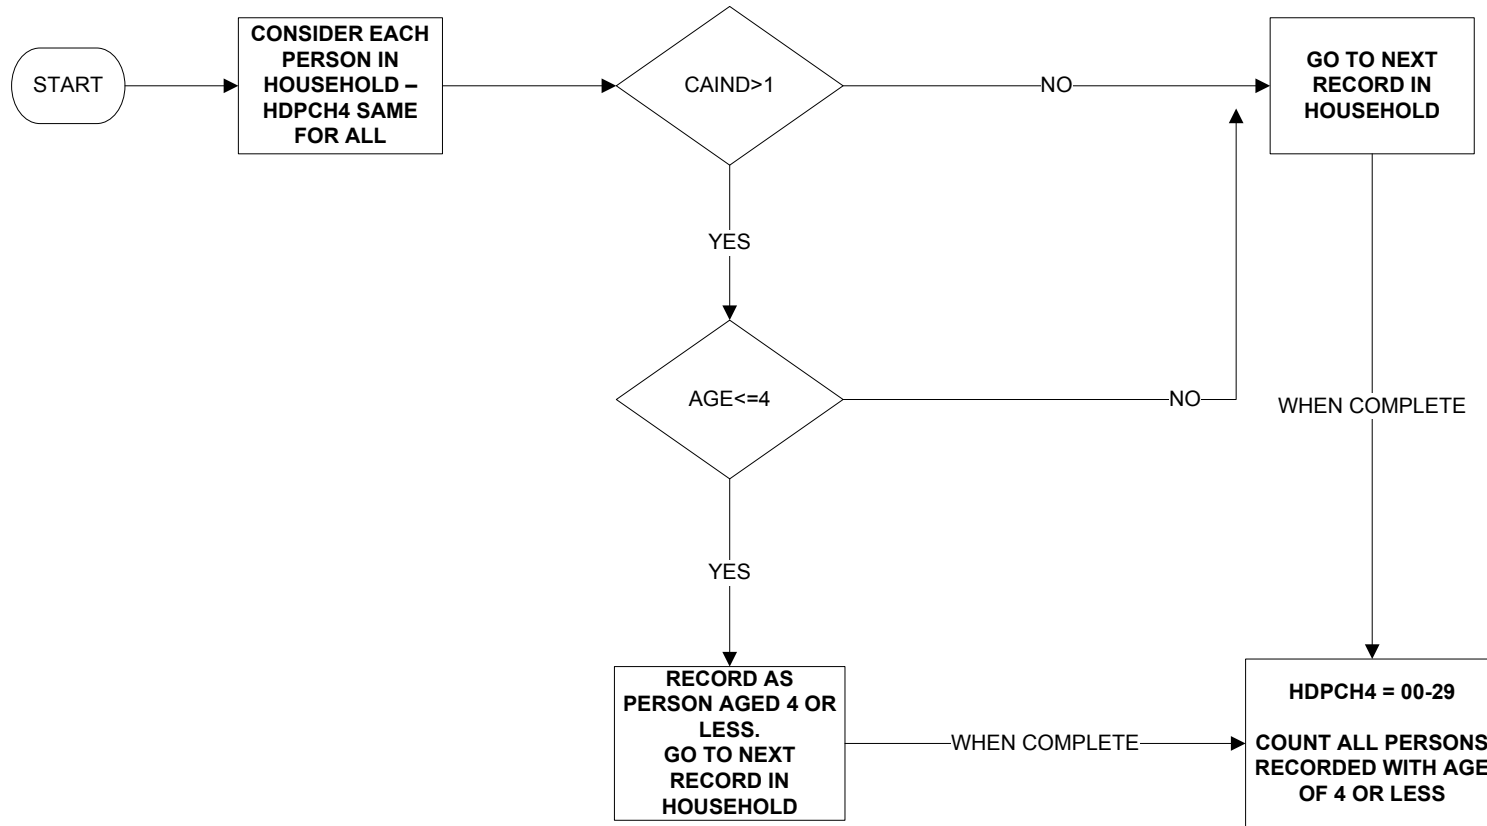 START
CONSIDER EACH
PERSON IN
HOUSEHOLD –
HDPCH4 SAME
FOR ALL
CAIND>1
NO
GO TO NEXT
RECORD IN
HOUSEHOLD
YES
AGE<=4
NO
WHEN COMPLETE
YES
RECORD AS
PERSON AGED 4 OR
LESS.
GO TO NEXT
RECORD IN
HOUSEHOLD
WHEN COMPLETE
HDPCH4 = 00-29
COUNT ALL PERSONS
RECORDED WITH AGE
OF 4 OR LESS